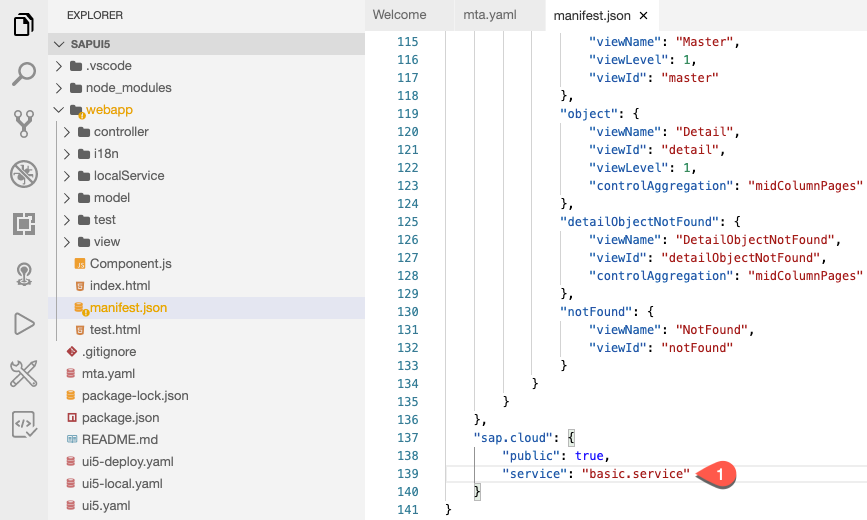 EXPLORER
SAPUI5
.vscode
node_modules
webapp
controller
i18n
localService
model
test
view
Component.js
index.html
manifest.json
test.html
.gitignore
mta.yaml
package-lock.json
package.json
README.md
ui5-deploy.yaml
ui5-local.yaml
ui5.yaml
Welcome mta.yaml manifest.json ×
115 "viewName": "Master",
116 "viewLevel": 1,
117 "viewId": "master"
118 },
119 "object": {
120 "viewName": "Detail",
121 "viewId": "detail",
122 "viewLevel": 1,
123 "controlAggregation": "midColumnPages"
124 },
125 "detailObjectNotFound": {
126 "viewName": "DetailObjectNotFound",
127 "viewId": "detailObjectNotFound",
128 "controlAggregation": "midColumnPages"
129 },
130 "notFound": {
131 "viewName": "NotFound",
132 "viewId": "notFound"
133 }
134 }
135 }
136 },
137 "sap.cloud": {
138 "public": true,
139 "service": "basic.service" 1
140 }
141 }